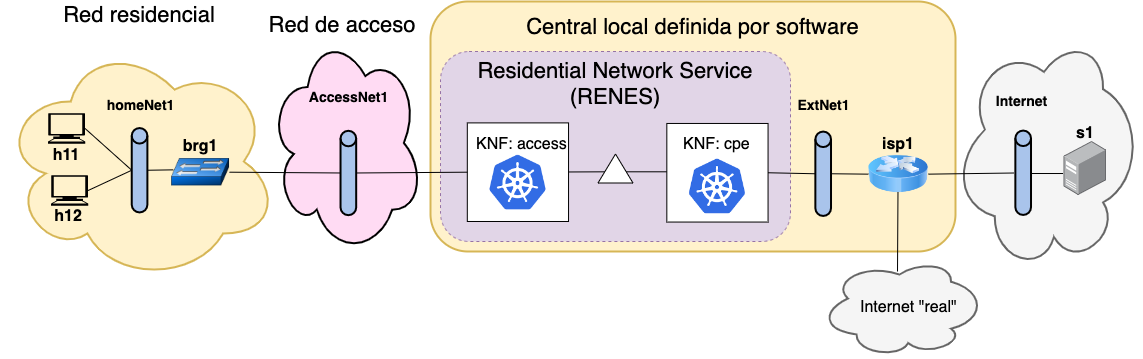 Red residencial
Red de acceso
Central local definida por software
Residential Network Service
(RENES)
homeNet1
AccessNet1
ExtNet1
Internet
h11
brg1
KNF: access
KNF: cpe
isp1
s1
h12
Internet "real"